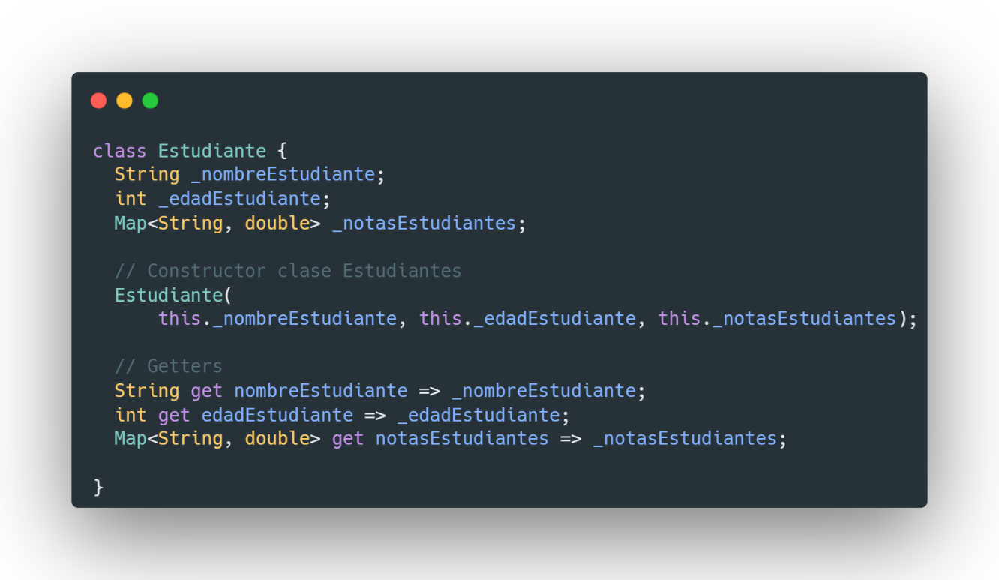 class Estudiante {
  String _nombreEstudiante;
  int _edadEstudiante;
  Map<String, double> _notasEstudiantes;
  // Constructor clase Estudiantes
  Estudiante(
      this._nombreEstudiante, this._edadEstudiante, this._notasEstudiantes);
  // Getters
  String get nombreEstudiante => _nombreEstudiante;
  int get edadEstudiante => _edadEstudiante;
  Map<String, double> get notasEstudiantes => _notasEstudiantes;
}